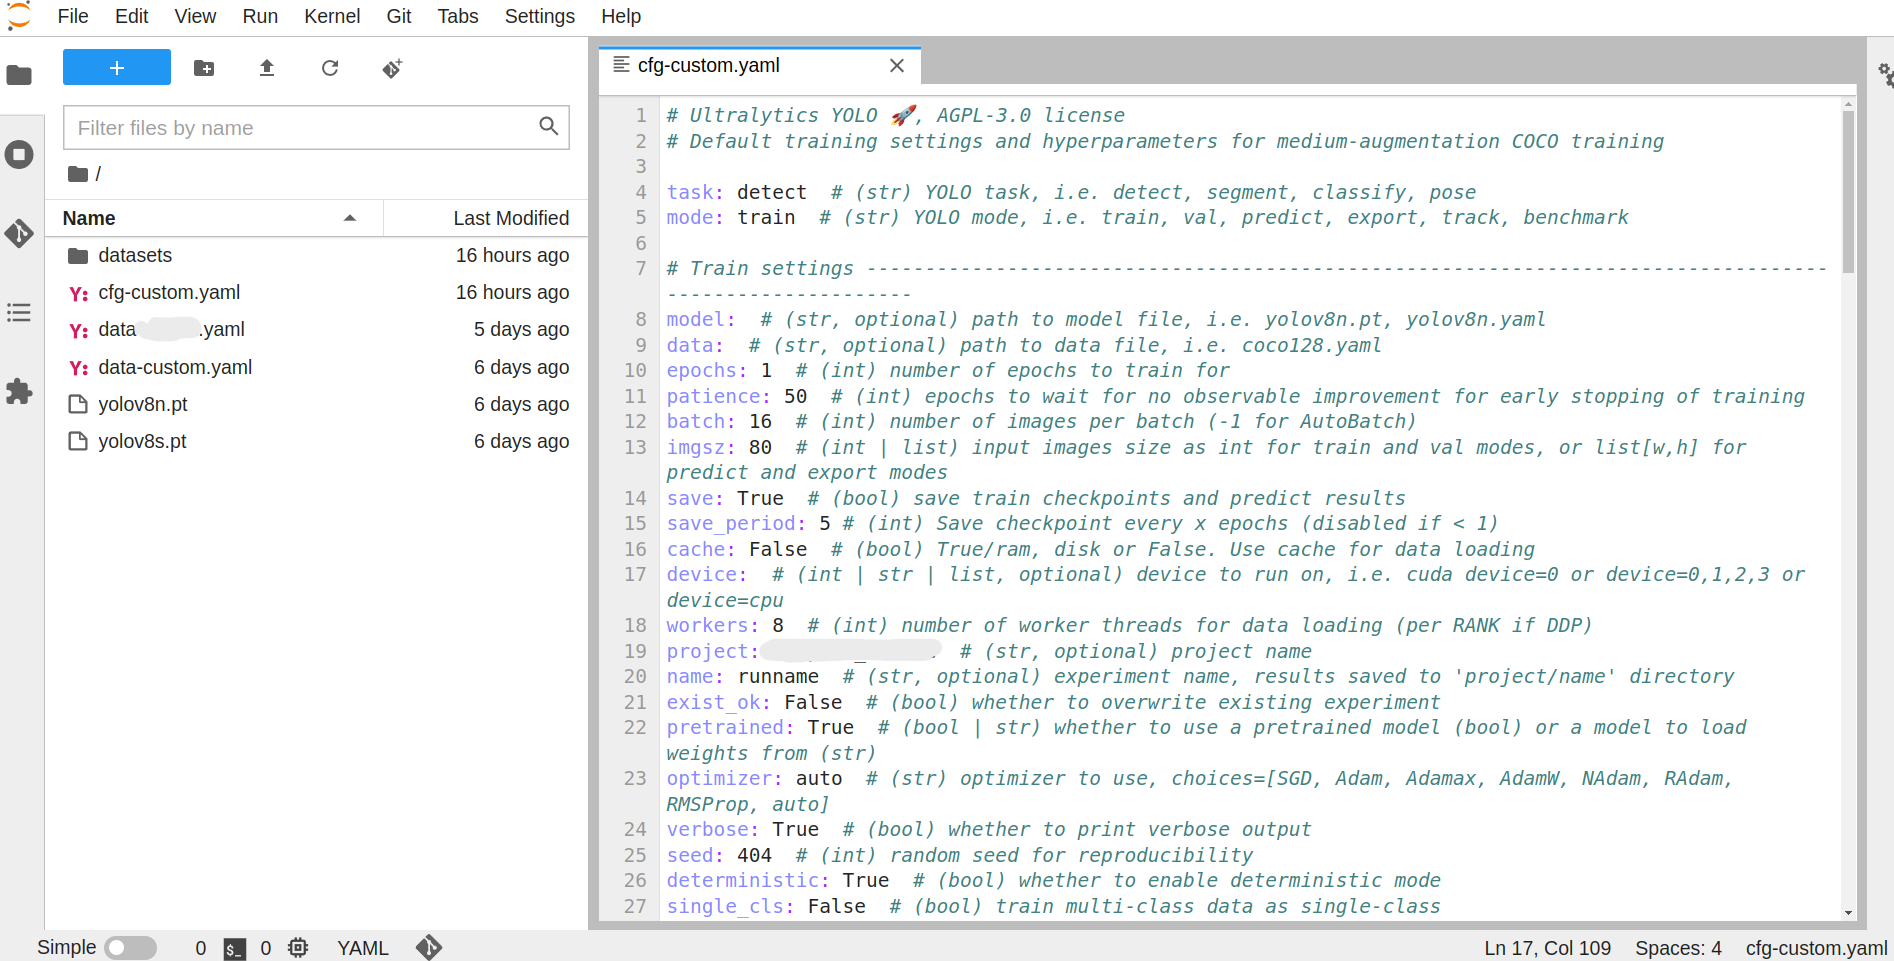 File Edit View Run Kernel Git Tabs Settings Help
cfg-custom.yaml
Filter files by name
/
Name Last Modified
datasets 16 hours ago
cfg-custom.yaml 16 hours ago
data .yaml 5 days ago
data-custom.yaml 6 days ago
yolov8n.pt 6 days ago
yolov8s.pt 6 days ago
1 # Ultralytics YOLO 🚀, AGPL-3.0 license
2 # Default training settings and hyperparameters for medium-augmentation COCO training
3
4 task: detect  # (str) YOLO task, i.e. detect, segment, classify, pose
5 mode: train  # (str) YOLO mode, i.e. train, val, predict, export, track, benchmark
6
7 # Train settings ----------------------------------------------------------------------------------
---------------------
8 model:  # (str, optional) path to model file, i.e. yolov8n.pt, yolov8n.yaml
9 data:  # (str, optional) path to data file, i.e. coco128.yaml
10 epochs: 1  # (int) number of epochs to train for
11 patience: 50  # (int) epochs to wait for no observable improvement for early stopping of training
12 batch: 16  # (int) number of images per batch (-1 for AutoBatch)
13 imgsz: 80  # (int | list) input images size as int for train and val modes, or list[w,h] for
predict and export modes
14 save: True  # (bool) save train checkpoints and predict results
15 save_period: 5 # (int) Save checkpoint every x epochs (disabled if < 1)
16 cache: False  # (bool) True/ram, disk or False. Use cache for data loading
17 device:  # (int | str | list, optional) device to run on, i.e. cuda device=0 or device=0,1,2,3 or
device=cpu
18 workers: 8  # (int) number of worker threads for data loading (per RANK if DDP)
19 project:  # (str, optional) project name
20 name: runname  # (str, optional) experiment name, results saved to 'project/name' directory
21 exist_ok: False  # (bool) whether to overwrite existing experiment
22 pretrained: True  # (bool | str) whether to use a pretrained model (bool) or a model to load
weights from (str)
23 optimizer: auto  # (str) optimizer to use, choices=[SGD, Adam, Adamax, AdamW, NAdam, RAdam,
RMSProp, auto]
24 verbose: True  # (bool) whether to print verbose output
25 seed: 404  # (int) random seed for reproducibility
26 deterministic: True  # (bool) whether to enable deterministic mode
27 single_cls: False  # (bool) train multi-class data as single-class
Simple 0 $_ 0 YAML Ln 17, Col 109 Spaces: 4 cfg-custom.yaml